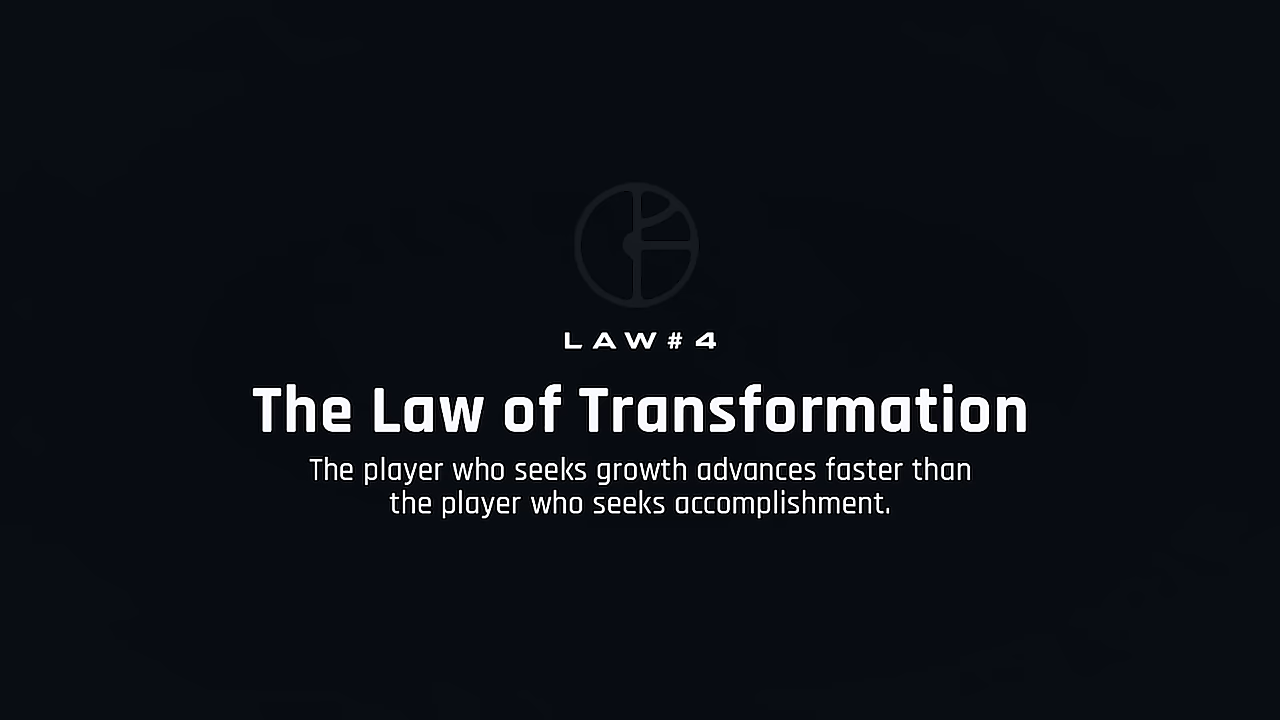 LAW#4
The Law of Transformation
The player who seeks growth advances faster than
the player who seeks accomplishment.